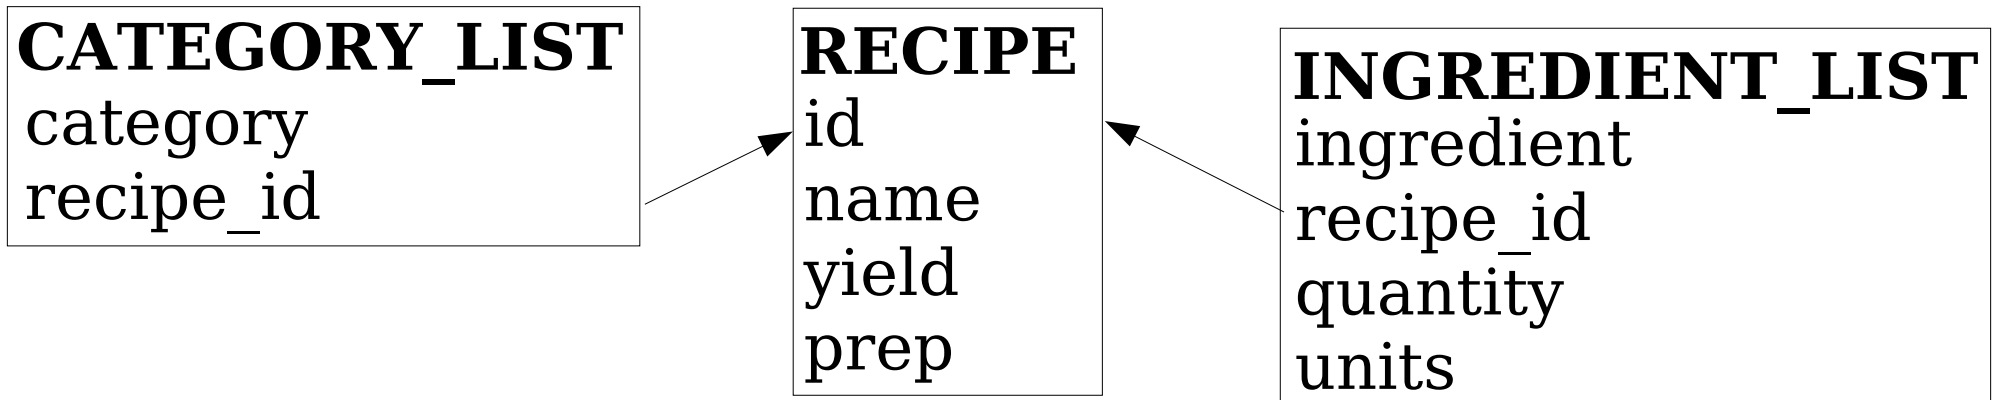 CATEGORY_LIST
category
recipe_id
RECIPE
id
name
yield
prep
INGREDIENT_LIST
ingredient
recipe_id
quantity
units